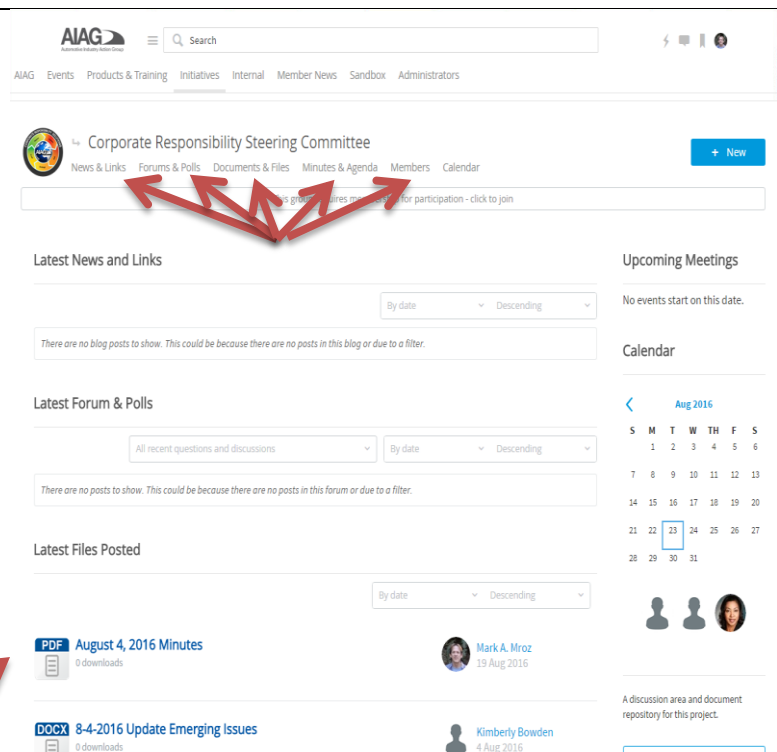 AIAG
Automotive Industry Action Group
Search
AIAG Events Products & Training Initiatives Internal Member News Sandbox Administrators
Corporate Responsibility Steering Committee
+ New
News & Links Forums & Polls Documents & Files Minutes & Agenda Members Calendar
his group requires for participation - click to join
Latest News and Links
Upcoming Meetings
By date Descending
No events start on this date.
There are no blog posts to show. This could be because there are no posts in this blog or due to a filter.
Calendar
Latest Forum & Polls
Aug 2016
S M T W TH F S
1 2 3 4 5 6
All recent questions and discussions By date Descending
7 8 9 10 11 12 13
There are no posts to show. This could be because there are no posts in this forum or due to a filter.
14 15 16 17 18 19 20
21 22 23 24 25 26 27
Latest Files Posted
28 29 30 31
By date Descending
PDF August 4, 2016 Minutes
0 downloads
Mark A. Mroz
19 Aug 2016
A discussion area and document
repository for this project.
DOCX 8-4-2016 Update Emerging Issues
0 downloads
Kimberly Bowden
4 Aug 2016